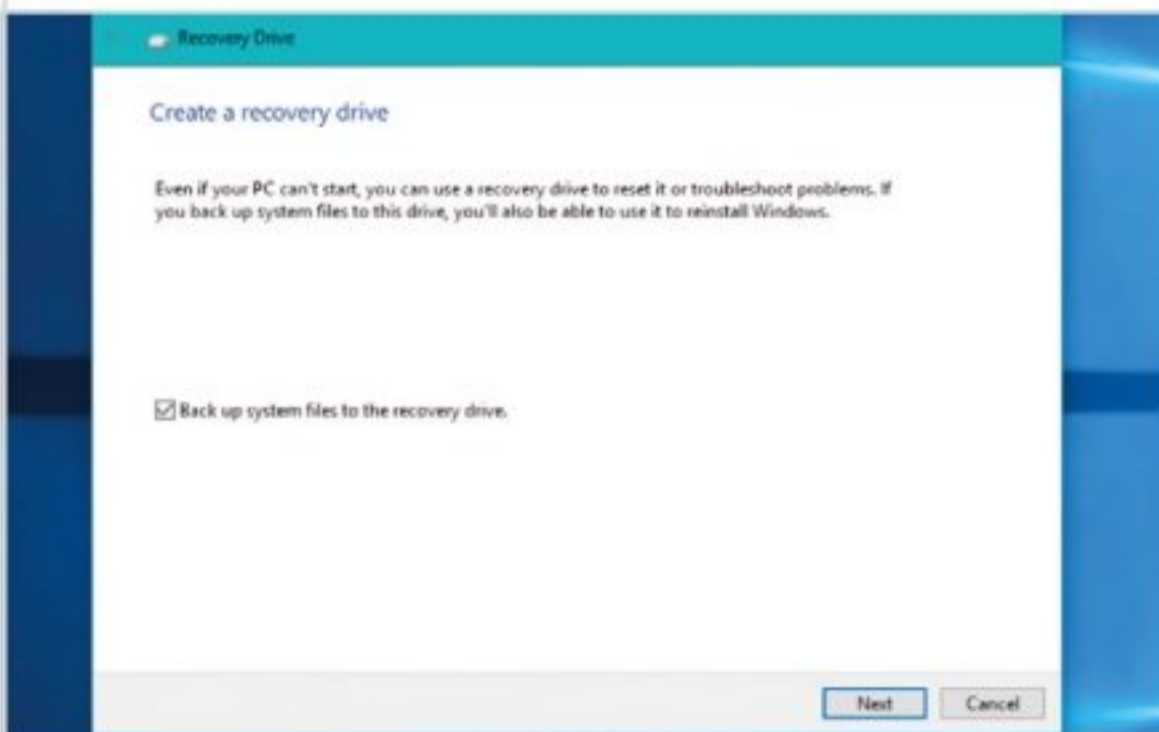 Recovery Drive
Create a recovery drive
Even if your PC can't start, you can use a recovery drive to reset it or troubleshoot problems. If
you back up system files to this drive, you'll also be able to use it to reinstall Windows.
Back up system files to the recovery drive.
Next Cancel